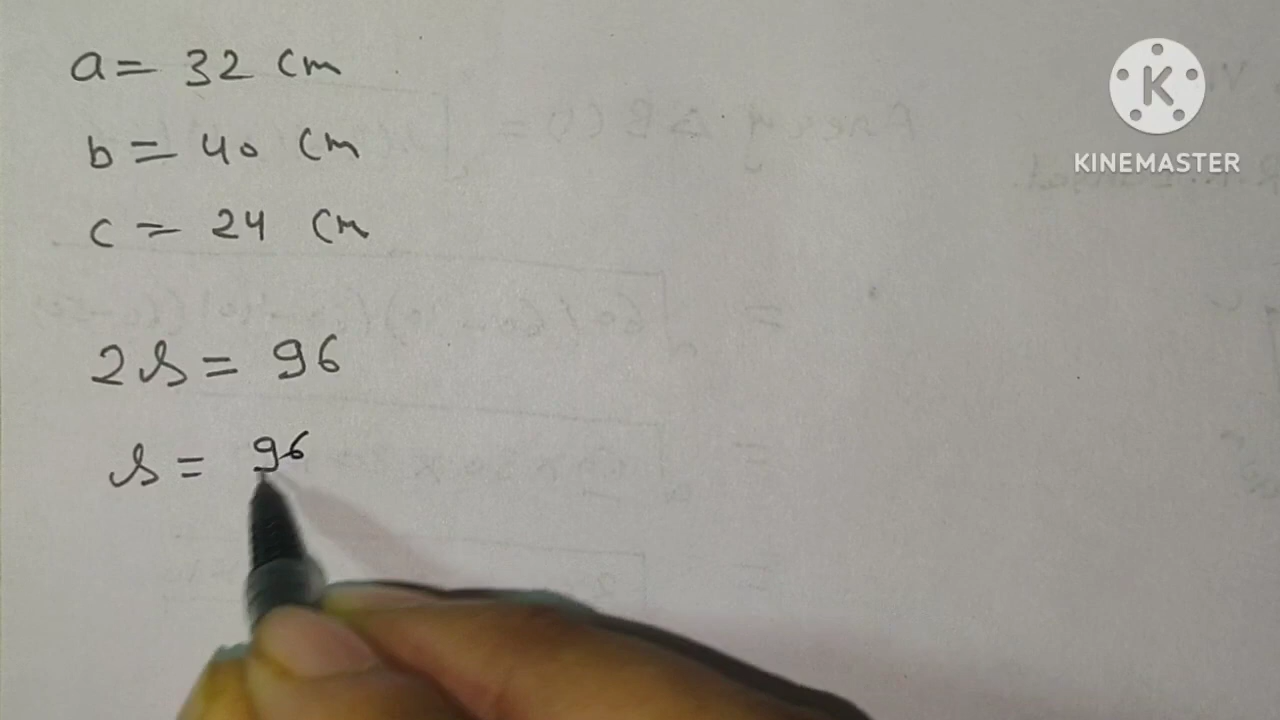 a = 32 cm
b = 40 cm
c = 24 cm
2s = 96
s = 96
KINEMASTER